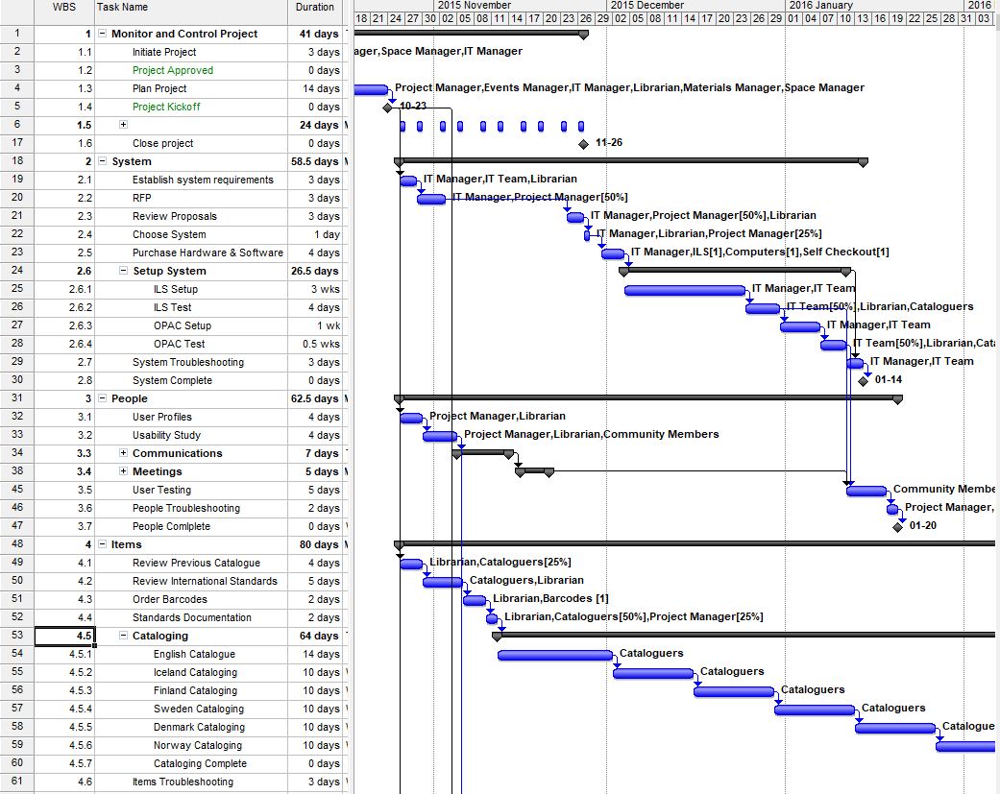 WBS Task Name Duration 2015 November 2015 December 2016 January 2016
18 21 24 27 30 02 05 08 11 14 17 20 23 26 29 02 05 08 11 14 17 20 23 26 29 01 04 07 10 13 16 19 22 25 28 31 03
1 1 Monitor and Control Project 41 days
2 1.1 Initiate Project 3 days ager,Space Manager,IT Manager
3 1.2 Project Approved 0 days
4 1.3 Plan Project 14 days Project Manager,Events Manager,IT Manager,Librarian,Materials Manager,Space Manager
5 1.4 Project Kickoff 0 days 10-23
6 1.5 24 days
17 1.6 Close project 0 days 11-26
18 2 System 58.5 days
19 2.1 Establish system requirements 3 days IT Manager,IT Team,Librarian
20 2.2 RFP 3 days IT Manager,Project Manager[50%]
21 2.3 Review Proposals 3 days IT Manager,Project Manager[50%],Librarian
22 2.4 Choose System 1 day IT Manager,Librarian,Project Manager[25%]
23 2.5 Purchase Hardware & Software 4 days IT Manager,ILS[1],Computers[1],Self Checkout[1]
24 2.6 Setup System 26.5 days
25 2.6.1 ILS Setup 3 wks IT Manager,IT Team
26 2.6.2 ILS Test 4 days IT Team[50%],Librarian,Cataloguers
27 2.6.3 OPAC Setup 1 wk IT Manager,IT Team
28 2.6.4 OPAC Test 0.5 wks IT Team[50%],Librarian,Cata
29 2.7 System Troubleshooting 3 days IT Manager,IT Team
30 2.8 System Complete 0 days 01-14
31 3 People 62.5 days
32 3.1 User Profiles 4 days Project Manager,Librarian
33 3.2 Usability Study 4 days Project Manager,Librarian,Community Members
34 3.3 Communications 7 days
38 3.4 Meetings 5 days
45 3.5 User Testing 5 days Community Membe
46 3.6 People Troubleshooting 2 days Project Manager,
47 3.7 People Comlplete 0 days 01-20
48 4 Items 80 days
49 4.1 Review Previous Catalogue 4 days Librarian,Cataloguers[25%]
50 4.2 Review International Standards 5 days Cataloguers,Librarian
51 4.3 Order Barcodes 2 days Librarian,Barcodes [1]
52 4.4 Standards Documentation 2 days Librarian,Cataloguers[50%],Project Manager[25%]
53 4.5 Cataloging 64 days
54 4.5.1 English Catalogue 14 days Cataloguers
55 4.5.2 Iceland Cataloging 10 days Cataloguers
56 4.5.3 Finland Cataloging 10 days Cataloguers
57 4.5.4 Sweden Cataloging 10 days Cataloguers
58 4.5.5 Denmark Cataloging 10 days Catalogue
59 4.5.6 Norway Cataloging 10 days
60 4.5.7 Cataloging Complete 0 days
61 4.6 Items Troubleshooting 3 days